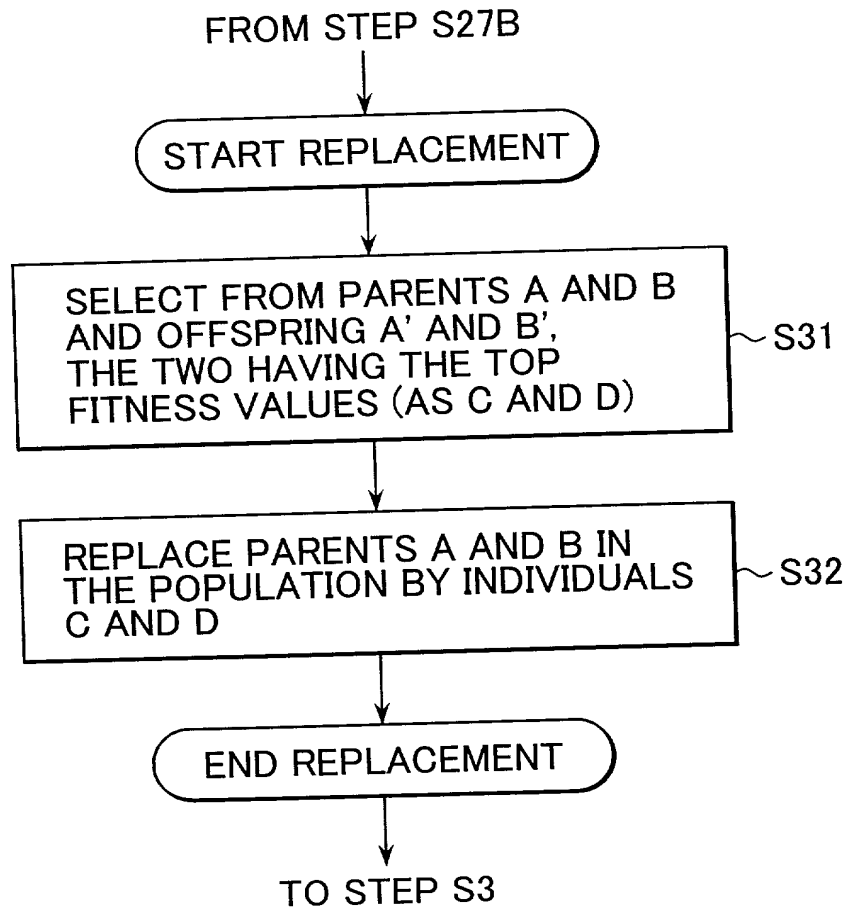 FROM STEP S27B
START REPLACEMENT
SELECT FROM PARENTS A AND B
AND OFFSPRING A' AND B',
THE TWO HAVING THE TOP
FITNESS VALUES (AS C AND D)
S31
REPLACE PARENTS A AND B IN
THE POPULATION BY INDIVIDUALS
C AND D
S32
END REPLACEMENT
TO STEP S3